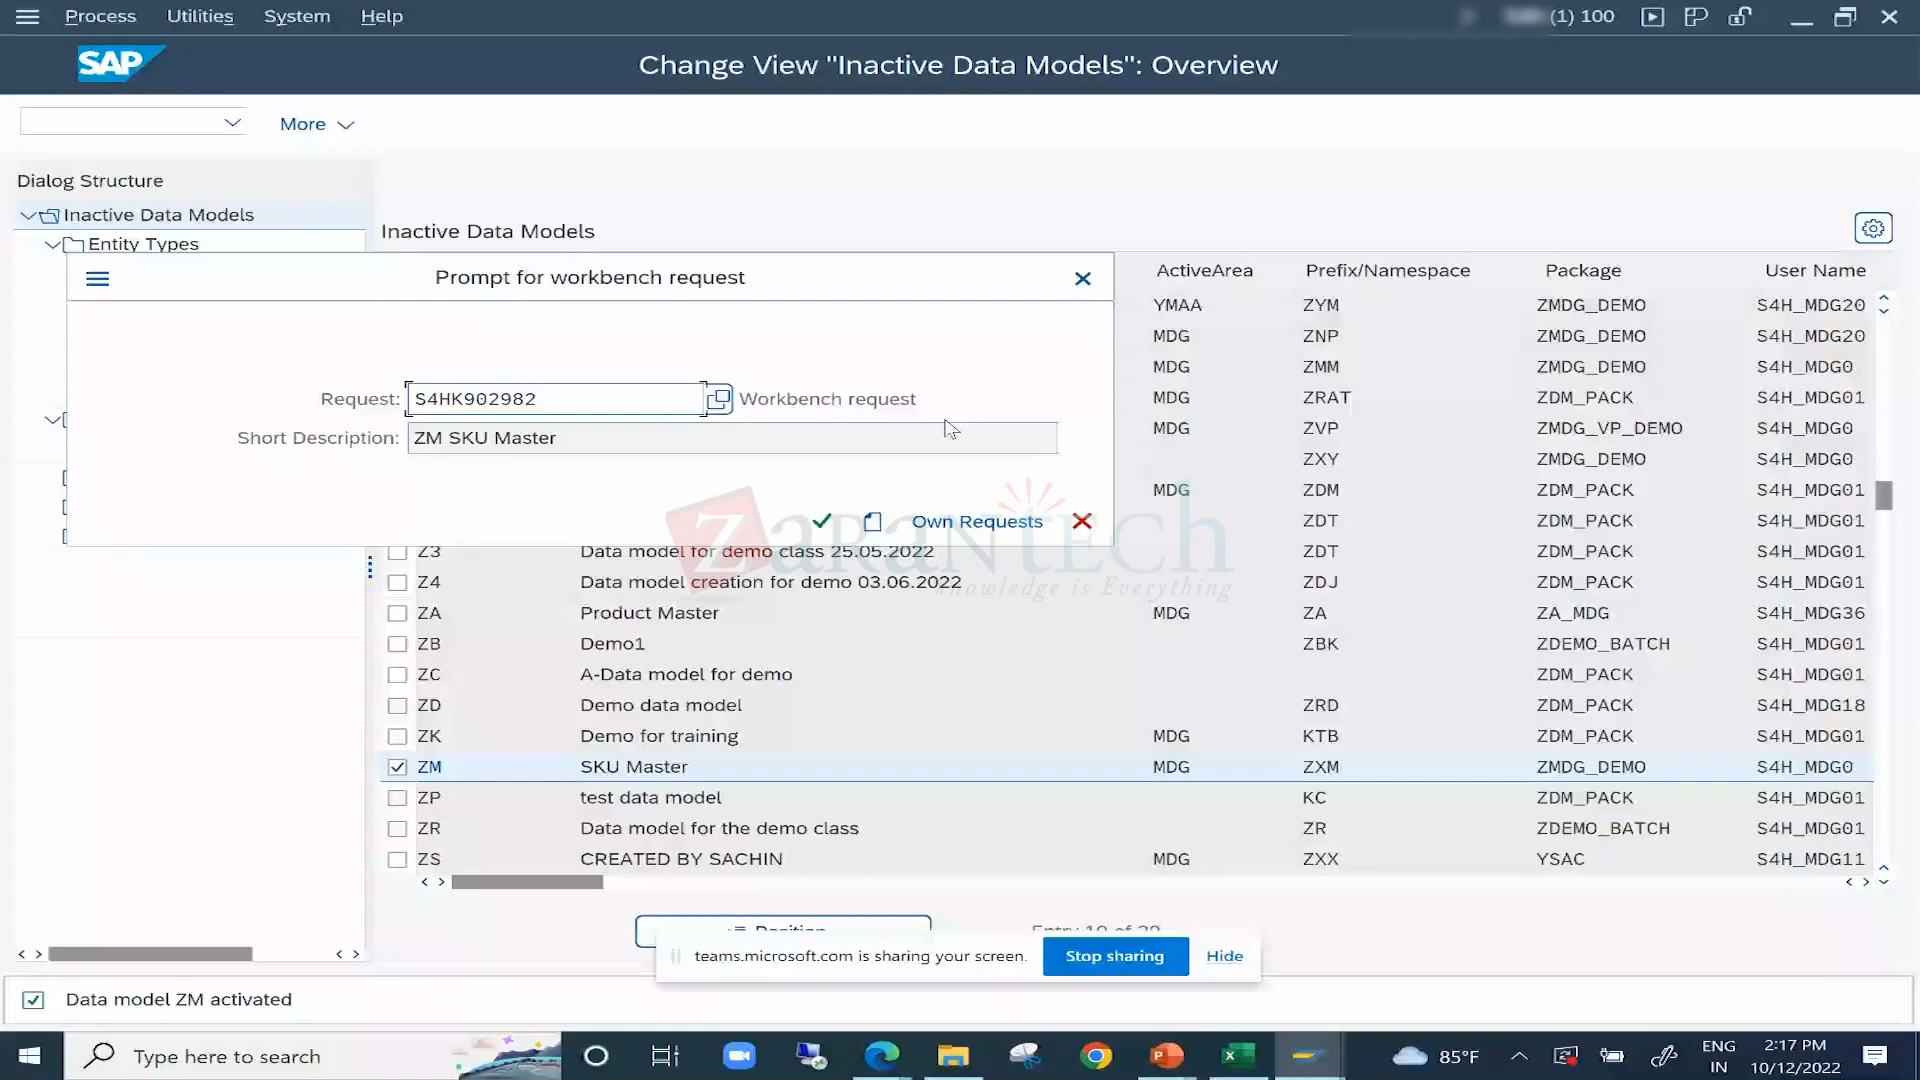 Process Utilities System Help (1) 100
SAP Change View "Inactive Data Models": Overview
More
Dialog Structure
Inactive Data Models
Entity Types
Inactive Data Models
ActiveArea Prefix/Namespace Package User Name
YMAA ZYM ZMDG_DEMO S4H_MDG20
MDG ZNP ZMDG_DEMO S4H_MDG20
MDG ZMM ZMDG_DEMO S4H_MDG0
MDG ZRAT ZDM_PACK S4H_MDG01
MDG ZVP ZMDG_VP_DEMO S4H_MDG0
ZXY ZMDG_DEMO S4H_MDG0
MDG ZDM ZDM_PACK S4H_MDG01
ZDT ZDM_PACK S4H_MDG01
Prompt for workbench request
Request: S4HK902982 Workbench request
Short Description: ZM SKU Master
Own Requests
ZaranTech
Knowledge is Everything
Z3 Data model for demo class 25.05.2022 ZDT ZDM_PACK S4H_MDG01
Z4 Data model creation for demo 03.06.2022 ZDJ ZDM_PACK S4H_MDG01
ZA Product Master MDG ZA ZA_MDG S4H_MDG36
ZB Demo1 ZBK ZDEMO_BATCH S4H_MDG01
ZC A-Data model for demo ZDM_PACK S4H_MDG01
ZD Demo data model ZRD ZDM_PACK S4H_MDG18
ZK Demo for training MDG KTB ZDM_PACK S4H_MDG01
ZM SKU Master MDG ZXM ZMDG_DEMO S4H_MDG0
ZP test data model KC ZDM_PACK S4H_MDG01
ZR Data model for the demo class ZR ZDEMO_BATCH S4H_MDG01
ZS CREATED BY SACHIN MDG ZXX YSAC S4H_MDG11
Position
teams.microsoft.com is sharing your screen. Stop sharing Hide
Data model ZM activated
Type here to search 85°F ENG 2:17 PM
IN 10/12/2022